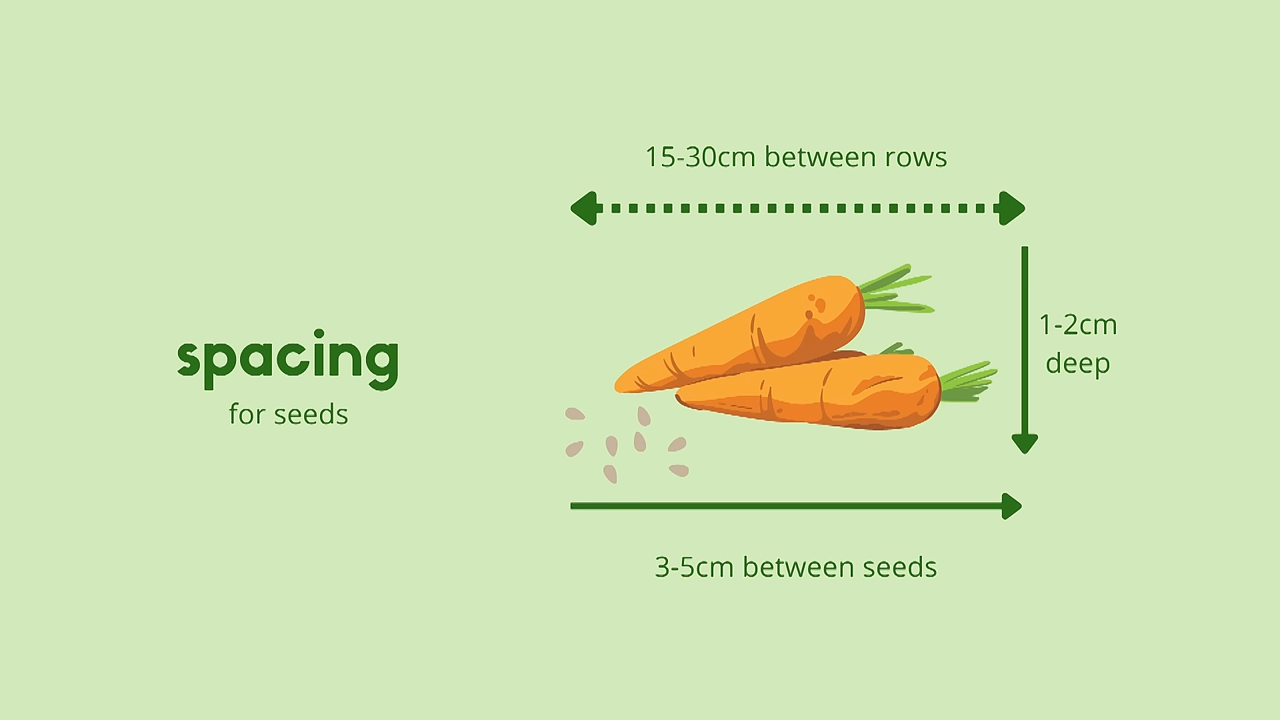 15-30cm between rows
1-2cm
deep
spacing
for seeds
3-5cm between seeds